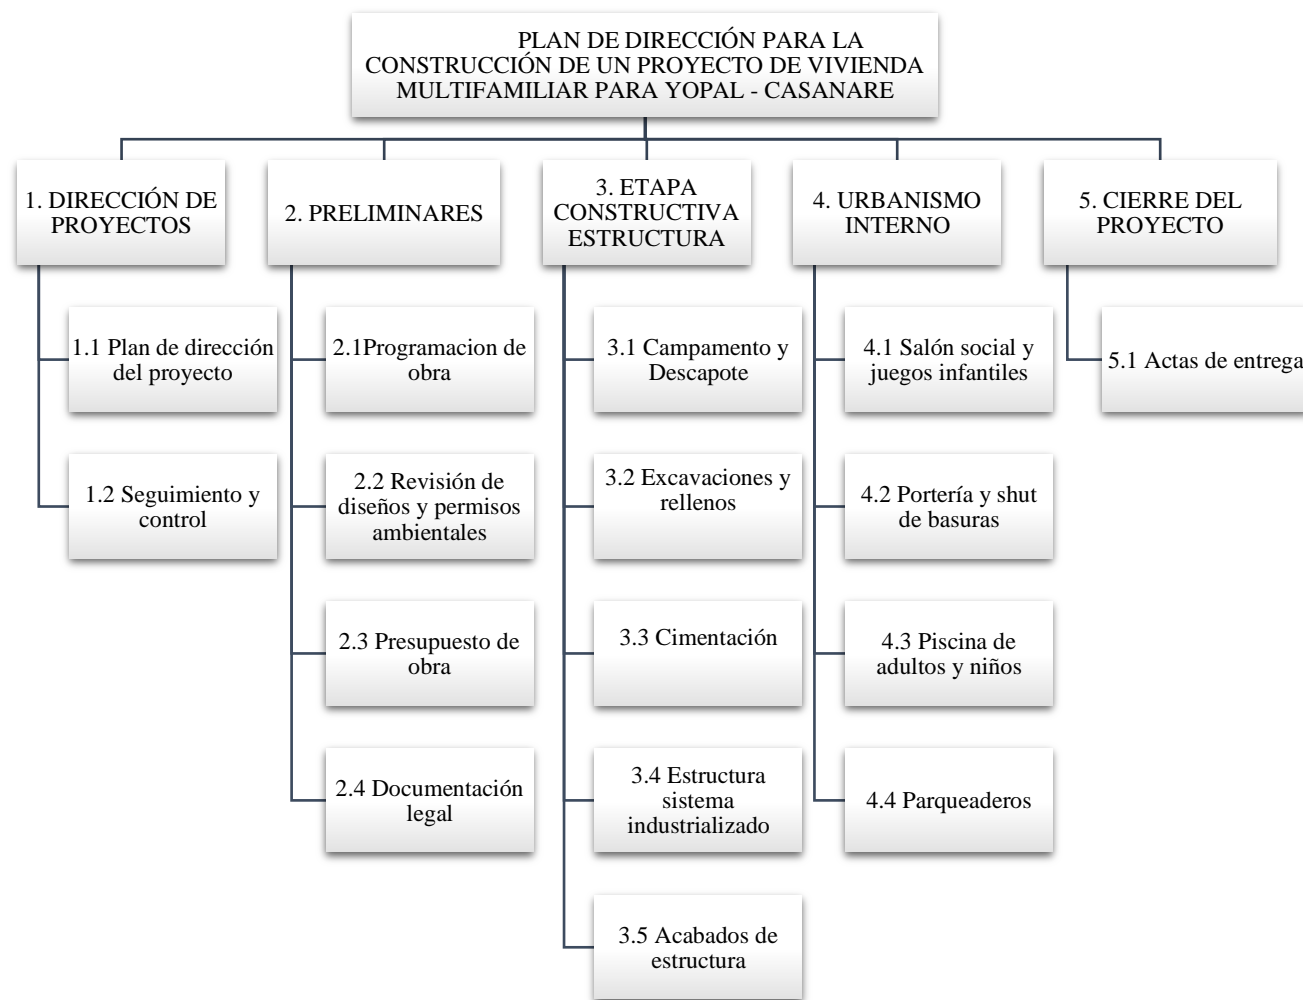 PLAN DE DIRECCIÓN PARA LA
CONSTRUCCIÓN DE UN PROYECTO DE VIVIENDA
MULTIFAMILIAR PARA YOPAL - CASANARE
1. DIRECCIÓN DE
PROYECTOS
1.1 Plan de dirección
del proyecto
1.2 Seguimiento y
control
2. PRELIMINARES
2.1Programacion de
obra
2.2 Revisión de
diseños y permisos
ambientales
2.3 Presupuesto de
obra
2.4 Documentación
legal
3. ETAPA
CONSTRUCTIVA
ESTRUCTURA
3.1 Campamento y
Descapote
3.2 Excavaciones y
rellenos
3.3 Cimentación
3.4 Estructura
sistema
industrializado
3.5 Acabados de
estructura
4. URBANISMO
INTERNO
4.1 Salón social y
juegos infantiles
4.2 Portería y shut
de basuras
4.3 Piscina de
adultos y niños
4.4 Parqueaderos
5. CIERRE DEL
PROYECTO
5.1 Actas de entrega